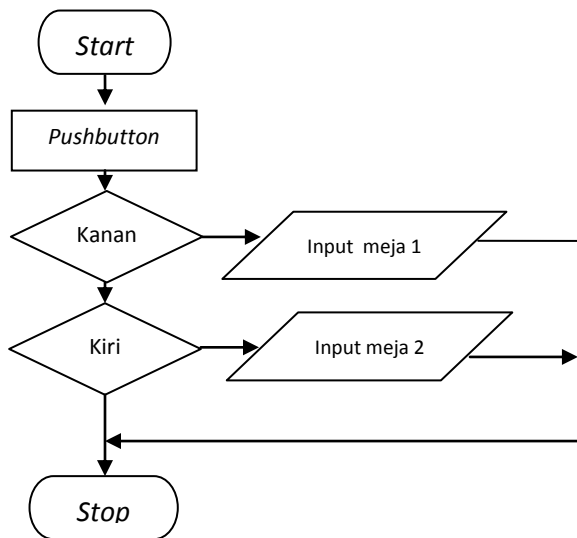 Start
Pushbutton
Kanan
Input meja 1
Kiri
Input meja 2
Stop